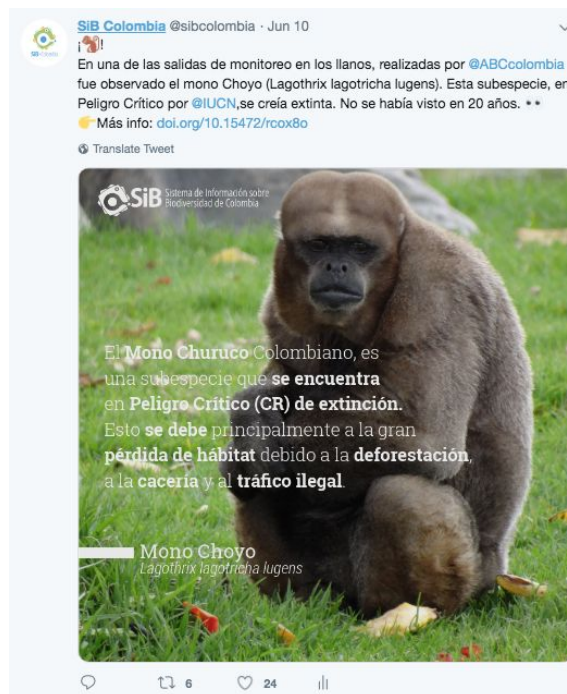 SiB Colombia @sibcolombia · Jun 10
¡🐿️!
En una de las salidas de monitoreo en los llanos, realizadas por @ABCcolombia
fue observado el mono Choyo (Lagothrix lagotricha lugens). Esta subespecie, en
Peligro Crítico por @IUCN,se creía extinta. No se había visto en 20 años. 👀
👉Más info: doi.org/10.15472/rcox8o
Translate Tweet
SiB Sistema de Información sobre
Biodiversidad de Colombia
El Mono Churuco Colombiano, es
una subespecie que se encuentra
en Peligro Crítico (CR) de extinción.
Esto se debe principalmente a la gran
pérdida de hábitat debido a la deforestación,
a la cacería y al tráfico ilegal.
Mono Choyo
Lagothrix lagotricha lugens
6 24